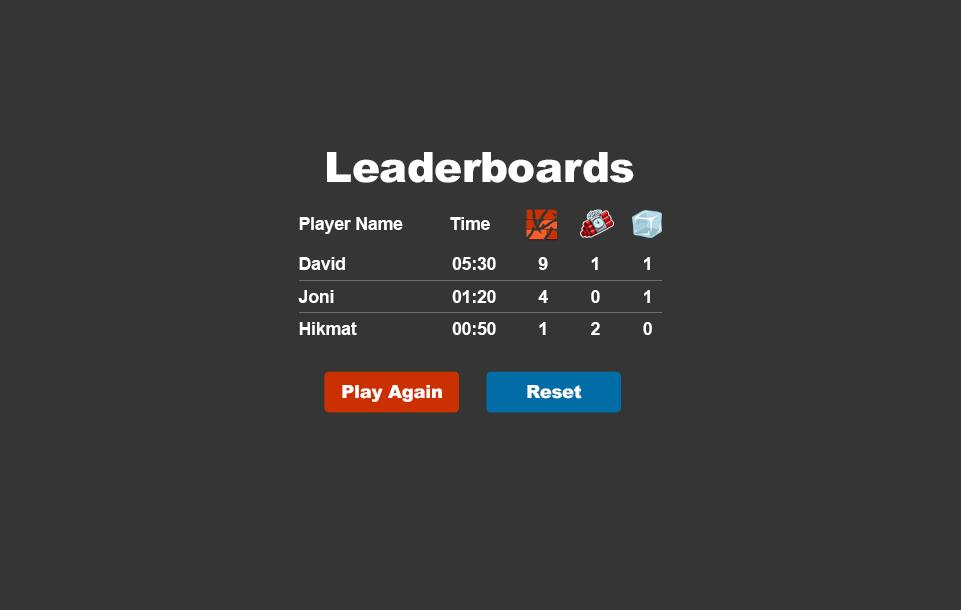 Leaderboards
Player Name Time
David 05:30 9 1 1
Joni 01:20 4 0 1
Hikmat 00:50 1 2 0
Play Again Reset